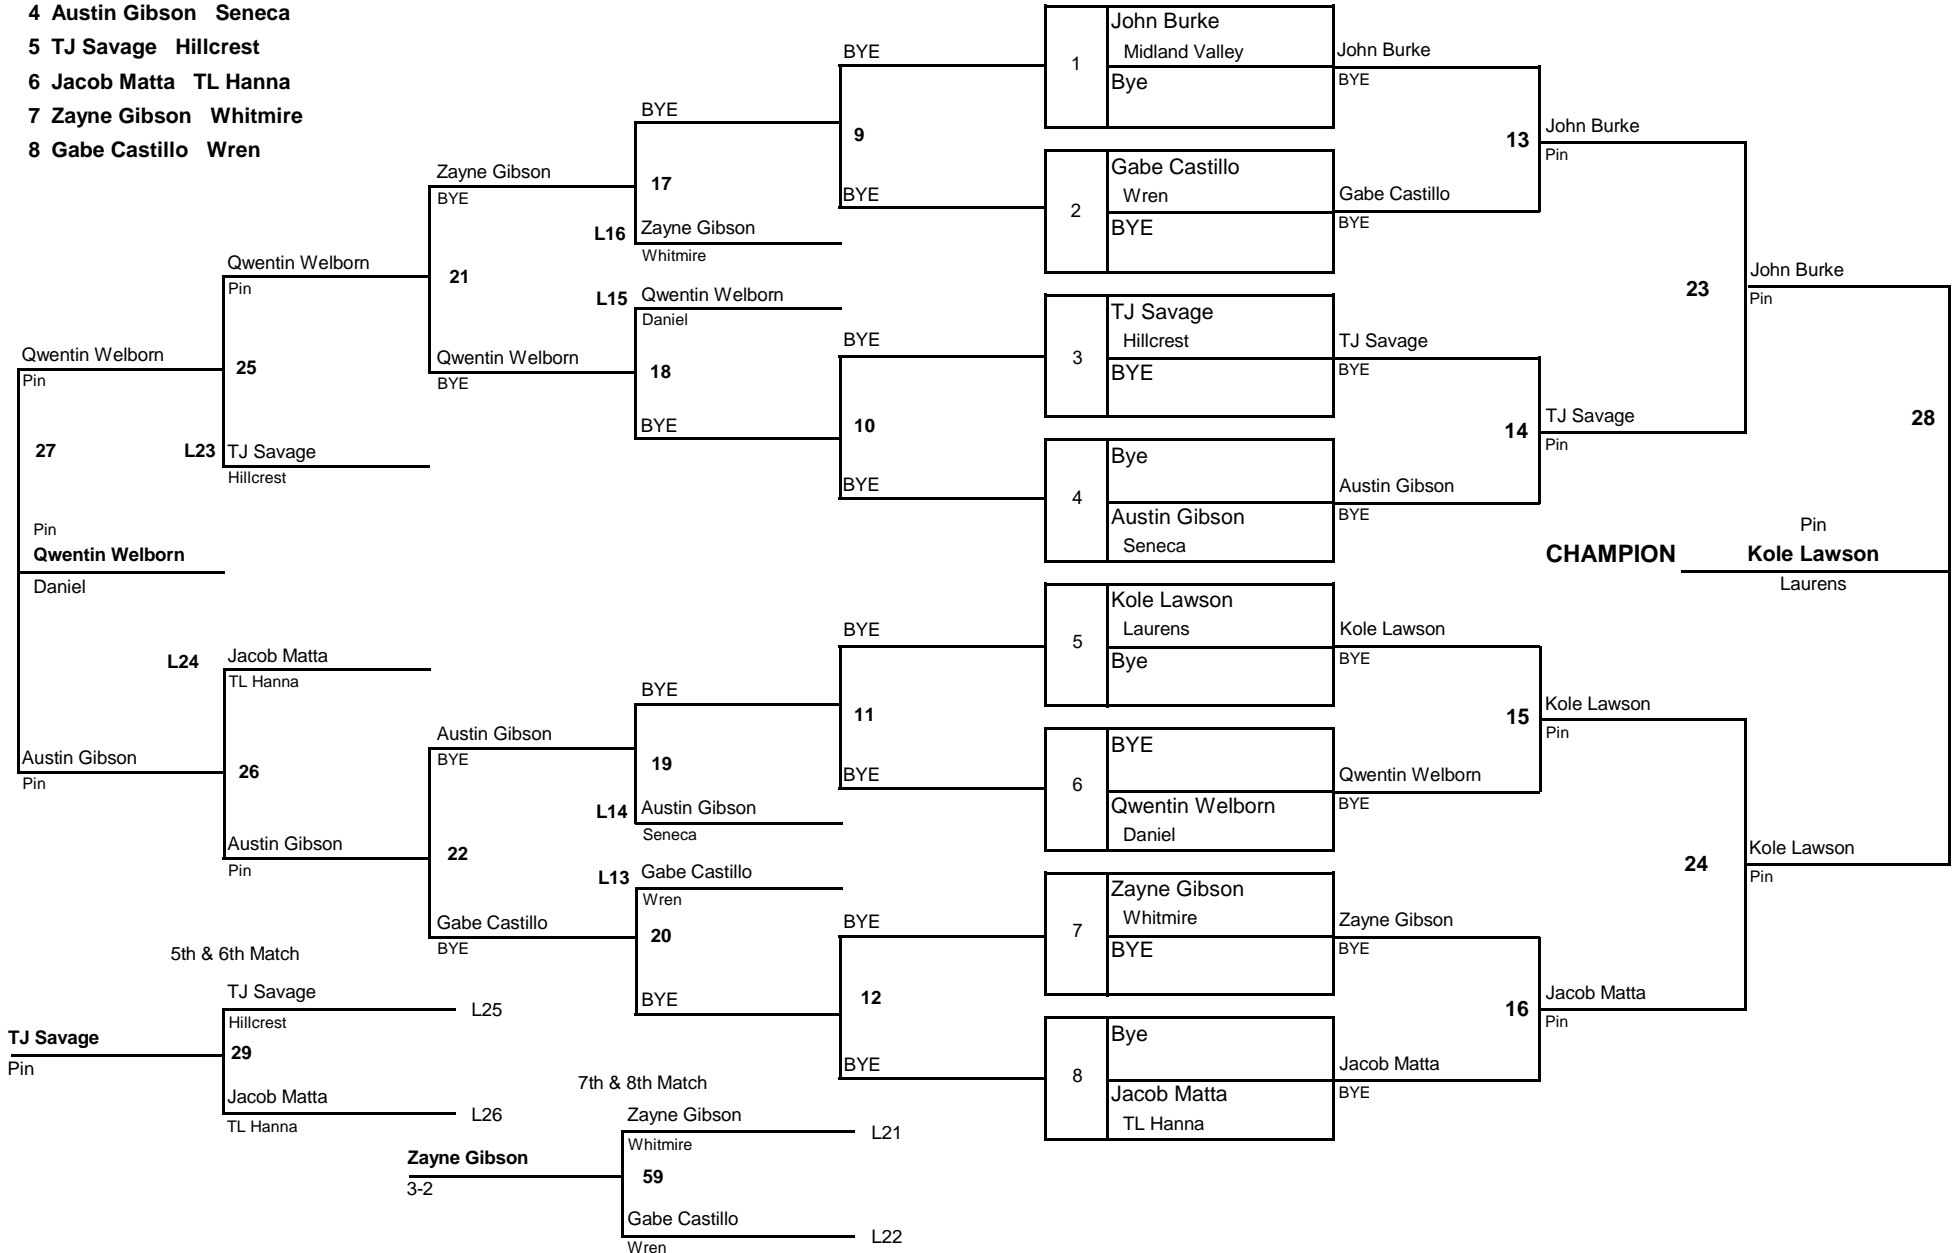 4 Austin Gibson Seneca
5 TJ Savage Hillcrest
6 Jacob Matta TL Hanna
7 Zayne Gibson Whitmire
8 Gabe Castillo Wren
Qwentin Welborn
Pin
27
Pin
Qwentin Welborn
Daniel
Austin Gibson
Pin
Qwentin Welborn
Pin
25
L23 TJ Savage
Hillcrest
L24 Jacob Matta
TL Hanna
26
Austin Gibson
Pin
Zayne Gibson
BYE
21
Qwentin Welborn
BYE
Austin Gibson
BYE
22
Gabe Castillo
BYE
BYE
17
L16 Zayne Gibson
Whitmire
L15 Qwentin Welborn
Daniel
18
BYE
BYE
19
L14 Austin Gibson
Seneca
L13 Gabe Castillo
Wren
20
BYE
BYE
9
BYE
BYE
10
BYE
BYE
11
BYE
BYE
12
BYE
1
John Burke
Midland Valley
Bye
2
Gabe Castillo
Wren
BYE
3
TJ Savage
Hillcrest
BYE
4
Bye
Austin Gibson
Seneca
5
Kole Lawson
Laurens
Bye
6
BYE
Qwentin Welborn
Daniel
7
Zayne Gibson
Whitmire
BYE
8
Bye
Jacob Matta
TL Hanna
John Burke
BYE
13
Gabe Castillo
BYE
TJ Savage
BYE
14
Austin Gibson
BYE
Kole Lawson
BYE
15
Qwentin Welborn
BYE
Zayne Gibson
BYE
16
Jacob Matta
BYE
John Burke
Pin
23
TJ Savage
Pin
Kole Lawson
Pin
24
Jacob Matta
Pin
John Burke
Pin
28
Pin
CHAMPION Kole Lawson
Laurens
Kole Lawson
Pin
5th & 6th Match
TJ Savage
L25
Hillcrest
TJ Savage
29
Pin
Jacob Matta
L26
TL Hanna
7th & 8th Match
Zayne Gibson
L21
Whitmire
Zayne Gibson
59
3-2
Gabe Castillo
L22
Wren